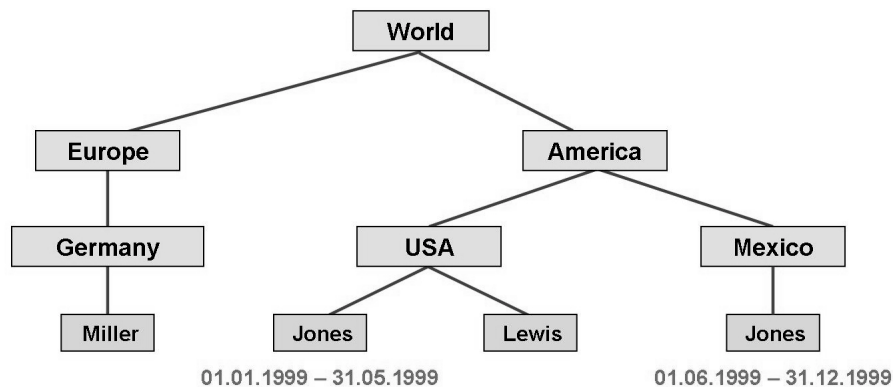 World
Europe
America
Germany
USA
Mexico
Miller
Jones
Lewis
Jones
01.01.1999 – 31.05.1999
01.06.1999 – 31.12.1999